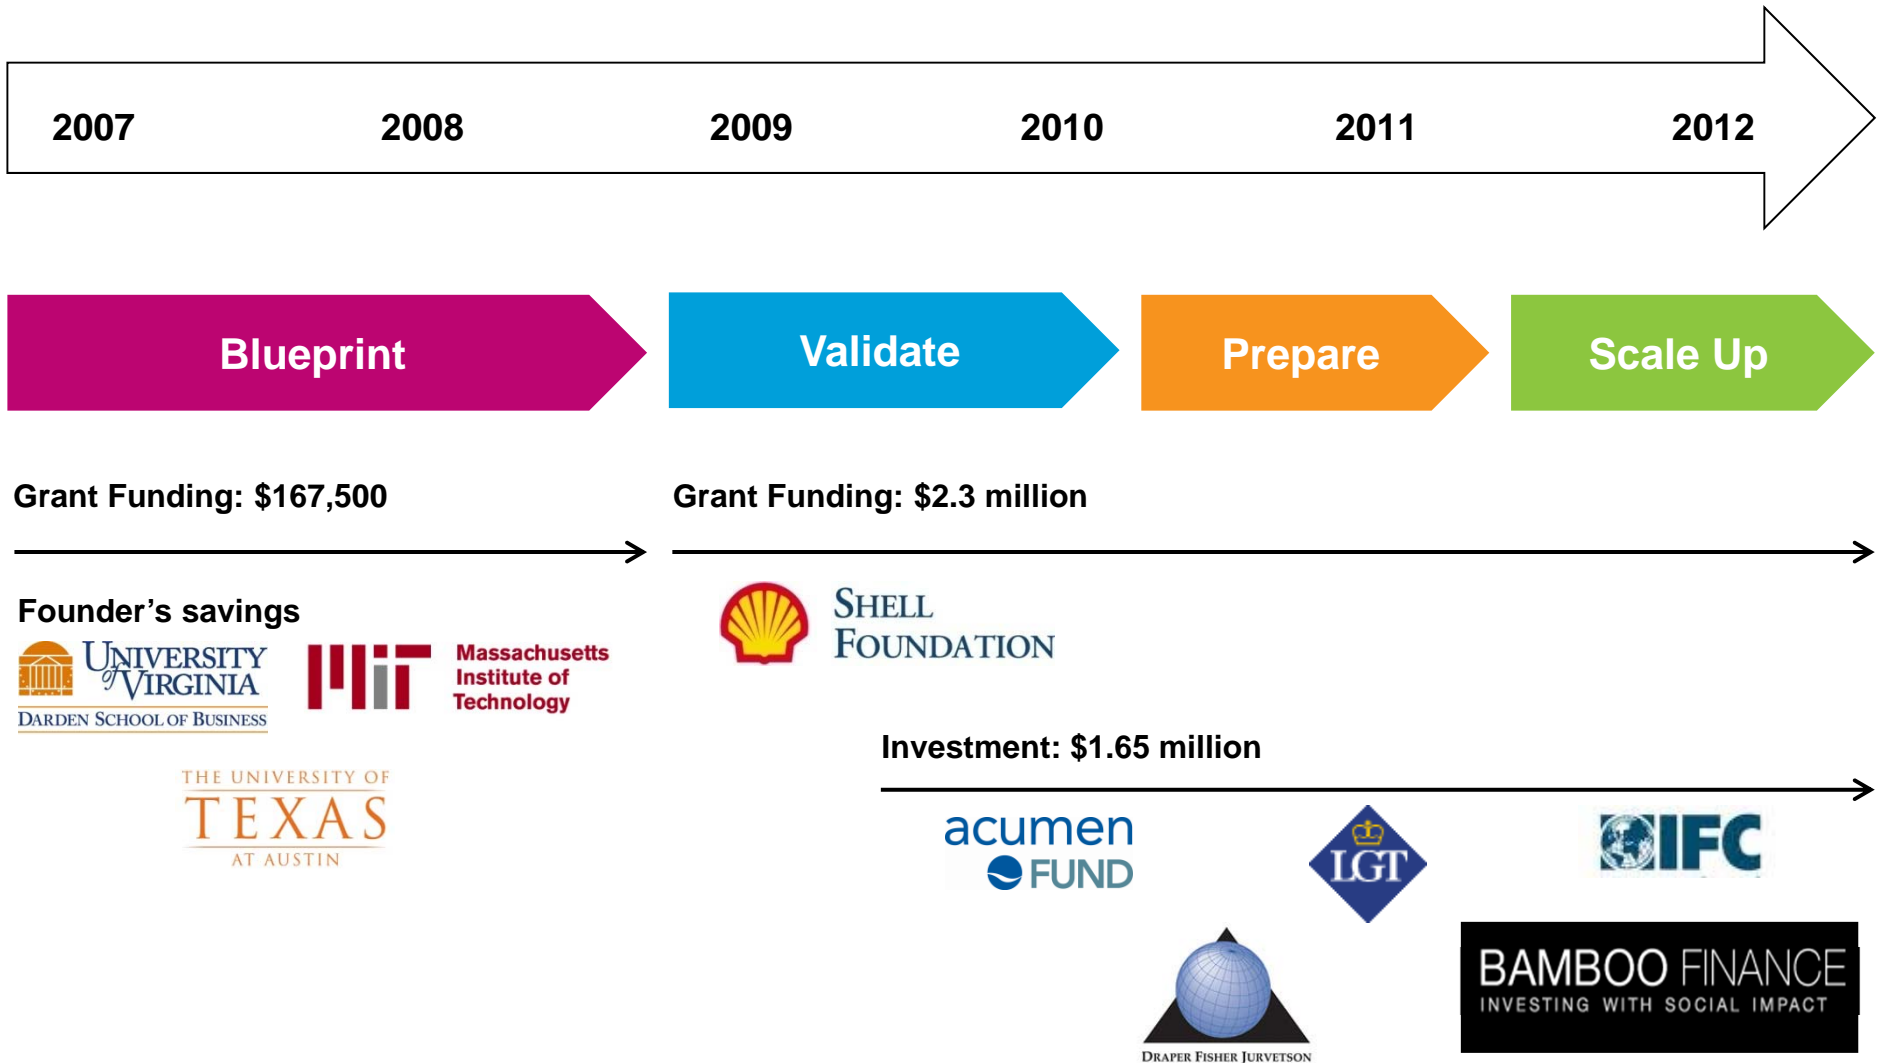 2007 2008 2009 2010 2011 2012
Blueprint Validate Prepare Scale Up
Grant Funding: $167,500
Grant Funding: $2.3 million
Founder’s savings
UNIVERSITY
of VIRGINIA
DARDEN SCHOOL OF BUSINESS
MIT
Massachusetts
Institute of
Technology
SHELL
FOUNDATION
THE UNIVERSITY OF
TEXAS
AT AUSTIN
Investment: $1.65 million
acumen
FUND
LGT
IFC
DRAPER FISHER JURVETSON
BAMBOO FINANCE
INVESTING WITH SOCIAL IMPACT